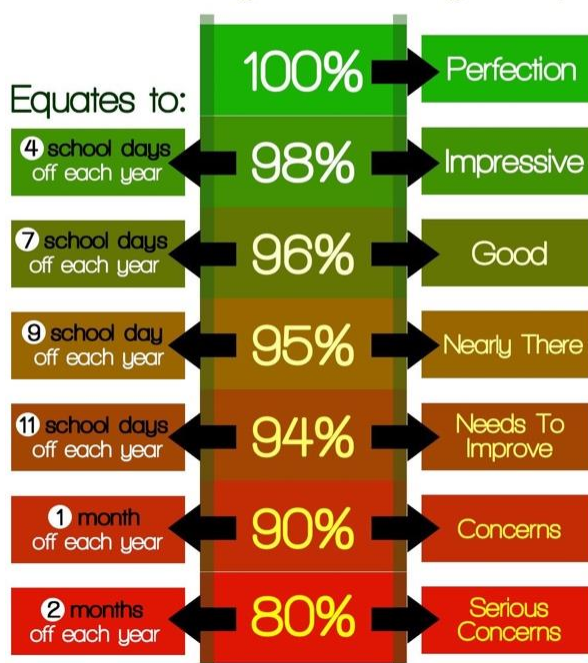 100%
Perfection
Equates to:
4 school days
off each year
98%
Impressive
7 school days
off each year
96%
Good
9 school day
off each year
95%
Nearly There
11 school days
off each year
94%
Needs To
Improve
1 month
off each year
90%
Concerns
2 months
off each year
80%
Serious
Concerns